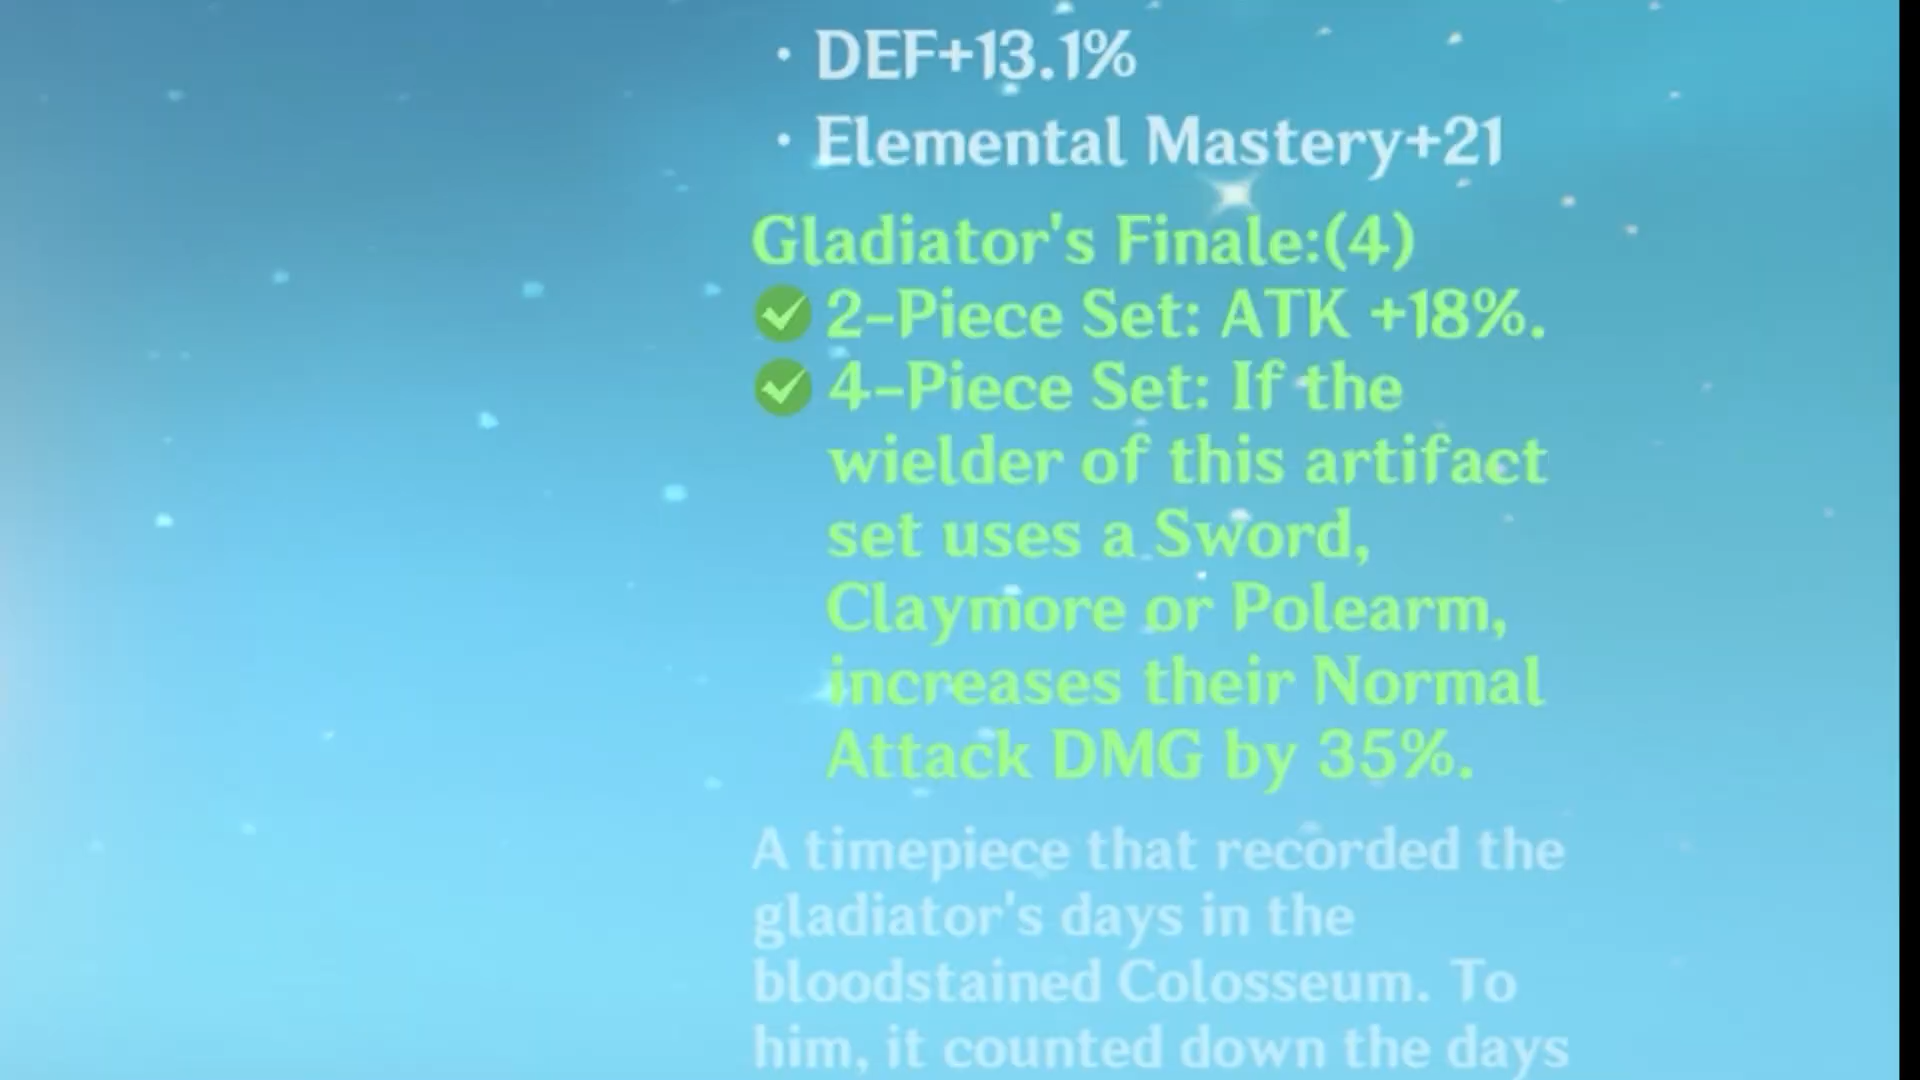 · DEF+13.1%
· Elemental Mastery+21
Gladiator's Finale:(4)
2-Piece Set: ATK +18%.
4-Piece Set: If the
wielder of this artifact
set uses a Sword,
Claymore or Polearm,
increases their Normal
Attack DMG by 35%.
A timepiece that recorded the
gladiator's days in the
bloodstained Colosseum. To
him, it counted down the days